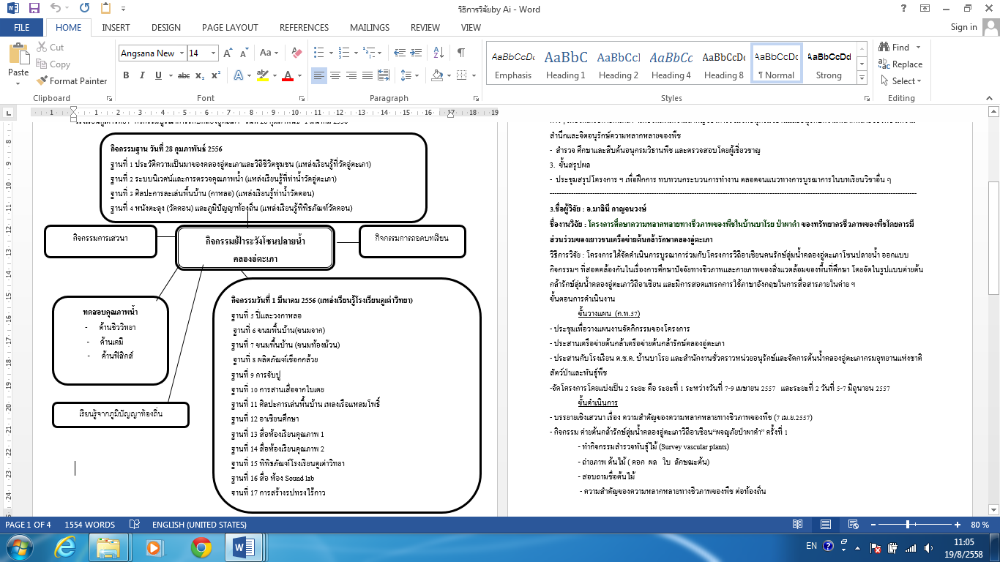 วิธีการวิจัยby Ai - Word
FILE
HOME
INSERT
DESIGN
PAGE LAYOUT
REFERENCES
MAILINGS
REVIEW
VIEW
Sign in
Paste
Cut
Copy
Format Painter
Clipboard
Angsana New
14
Font
Paragraph
AaBbCcDc
Emphasis
AaBbC
Heading 1
AaBbCcI
Heading 2
AaBbCc
Heading 4
AaBbCcDc
Heading 8
AaBbCcDc
¶ Normal
AaBbCcDd
Strong
Styles
Find
Replace
Select
Editing
กิจกรรมฐาน วันที่ 28 กุมภาพันธ์ 2556
ฐานที่ 1 ประวัติความเป็นมาของคลองอู่ตะเภาและวิถีชีวิตชุมชน (แหล่งเรียนรู้ที่วัดอู่ตะเภา)
ฐานที่ 2 ระบบนิเวศน์และการตรวจคุณภาพน้ำ (แหล่งเรียนรู้ที่ท่าน้ำวัดอู่ตะเภา)
ฐานที่ 3 ศิลปะการละเล่นพื้นบ้าน (กาหลอ) (แหล่งเรียนรู้ท่าน้ำวัดดอน)
ฐานที่ 4 หนังตะลุง (วัดดอน) และภูมิปัญญาท้องถิ่น (แหล่งเรียนรู้พิพิธภัณฑ์วัดดอน)
กิจกรรมการเสวนา
กิจกรรมเฝ้าระวังโซนปลายน้ำ
คลองอู่ตะเภา
กิจกรรมการถอดบทเรียน
ทดสอบคุณภาพน้ำ
- ด้านชีววิทยา
- ด้านเคมี
- ด้านฟิสิกส์
เรียนรู้จากภูมิปัญญาท้องถิ่น
กิจกรรมวันที่ 1 มีนาคม 2556 (แหล่งเรียนรู้โรงเรียนคูเต่าวิทยา)
ฐานที่ 5 ปี่และวงกาหลอ
ฐานที่ 6 ขนมพื้นบ้าน(ขนมจาก)
ฐานที่ 7 ขนมพื้นบ้าน (ขนมท้องม้วน)
ฐานที่ 8 ผลิตภัณฑ์เชือกกล้วย
ฐานที่ 9 การจับปู
ฐานที่ 10 การสานเสื่อจากใบเตย
ฐานที่ 11 ศิลปะการเล่นพื้นบ้าน เพลงเรือแหลมโพธิ์
ฐานที่ 12 อาเซียนศึกษา
ฐานที่ 13 สื่อห้องเรียนคุณภาพ 1
ฐานที่ 14 สื่อห้องเรียนคุณภาพ 2
ฐานที่ 15 พิพิธภัณฑ์โรงเรียนคูเต่าวิทยา
ฐานที่ 16 สื่อ ห้อง Sound lab
ฐานที่ 17 การสร้างรูปทรงไร้กาว
สำนึกและจิตอนุรักษ์ความหลากหลายของพืช
- สำรวจ ศึกษาและสืบค้นอนุกรมวิธานพืช และตรวจสอบโดยผู้เชี่ยวชาญ
3. ขั้นสรุปผล
- ประชุมสรุปโครงการ ฯ เพื่อฝึกการ ทบทวนกระบวนการทำงาน ตลอดจนแนวทางการบูรณาการในบทเรียนวิชาอื่น ๆ
3.ชื่อผู้วิจัย : อ.มาลินี กาญจนวงษ์
ชื่องานวิจัย : โครงการศึกษาความหลากหลายทางชีวภาพของพืชในบ้านบาโรย ป่าผาดำ ของทรัพยากรชีวภาพของพืชโดยการมี
ส่วนร่วมของเยาวชนเครือข่ายต้นกล้ารักษาคลองอู่ตะเภา
วิธีการวิจัย : โครงการได้จัดดำเนินการบูรณาการ่วมกับโครงการวิถีอาเซียนคนรักษ์ลุ่มน้ำคลองอู่ตะเภาโซนปลายน้ำ ออกแบบ
กิจกรรมฯ ที่สอดคล้องกันในเรื่องการศึกษาปัจจัยทางชีวภาพและกายภาพของสิ่งแวดล้อมของพื้นที่ศึกษา โดยจัดในรูปแบบค่ายต้น
กล้ารักษ์ลุ่มน้ำคลองอู่ตะเภาวิถีอาเซียน และมีการสอดแทรกการใช้ภาษาอังกฤษในการสื่อสารภายในค่าย ฯ
ขั้นตอนการดำเนินงาน
ขั้นวางแผน (ก.พ.57)
- ประชุมเพื่อวางแผนงานจัดกิจกรรมของโครงการ
- ประสานเครือข่ายต้นกล้าเครือข่ายต้นกล้ารักษ์คลองอู่ตะเภา
- ประสานกับโรงเรียน ต.ช.ด. บ้านบาโรย และสำนักงานชั่วคราวหน่วยอนุรักษ์และจัดการต้นน้ำคลองอู่ตะเภากรมอุทยานแห่งชาติ
สัตว์ป่าและพันธุ์พืช
-จัดโครงการโดยแบ่งเป็น 2 ระยะ คือ ระยะที่ 1 ระหว่างวันที่ 7-9 เมษายน 2557 และระยะที่ 2 วันที่ 5-7 มิถุนายน 2557
ขั้นดำเนินการ
- บรรยายเชิงเสวนา เรื่อง ความสำคัญของความหลากหลายทางชีวภาพของพืช (7 เม.ย.2557)
- กิจกรรม ค่ายต้นกล้ารักษ์ลุ่มน้ำคลองอู่ตะเภาวิถีอาเซียน“ผจญภัยป่าผาดำ” ครั้งที่ 1
- ทำกิจกรรมสำรวจพันธุ์ไม้ (Survey vascular plants)
- ถ่ายภาพ ต้นไม้ ( ดอก ผล ใบ ลักษณะต้น)
- สอบถามชื่อต้นไม้
- ความสำคัญของความหลากหลายทางชีวภาพของพืช ต่อท้องถิ่น
PAGE 1 OF 4
1554 WORDS
ENGLISH (UNITED STATES)
80 %
EN
11:05
19/8/2558